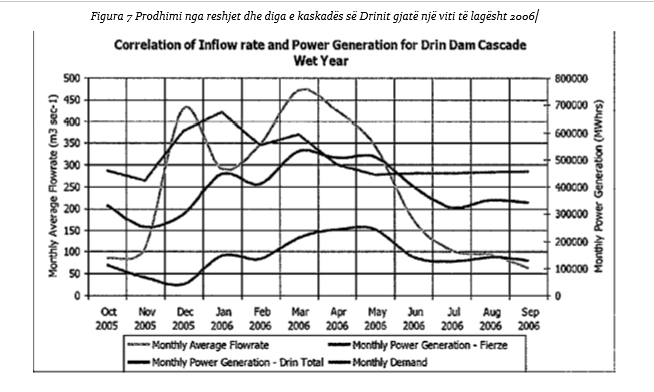 Figura 7 Prodhimi nga reshjet dhe diga e kaskadës së Drinit gjatë një viti të lagësht 2006
Correlation of Inflow rate and Power Generation for Drin Dam Cascade
Wet Year
Monthly Average Flowrate (m3 sec-1)
500
450
400
350
300
250
200
150
100
50
0
800000
700000
600000
500000
400000
300000
200000
100000
0
Monthly Power Generation (MWhrs)
Oct Nov Dec Jan Feb Mar Apr May Jun Jul Aug Sep
2005 2005 2005 2006 2006 2006 2006 2006 2006 2006 2006 2006
Monthly Average Flowrate Monthly Power Generation - Fierze
Monthly Power Generation - Drin Total Monthly Demand